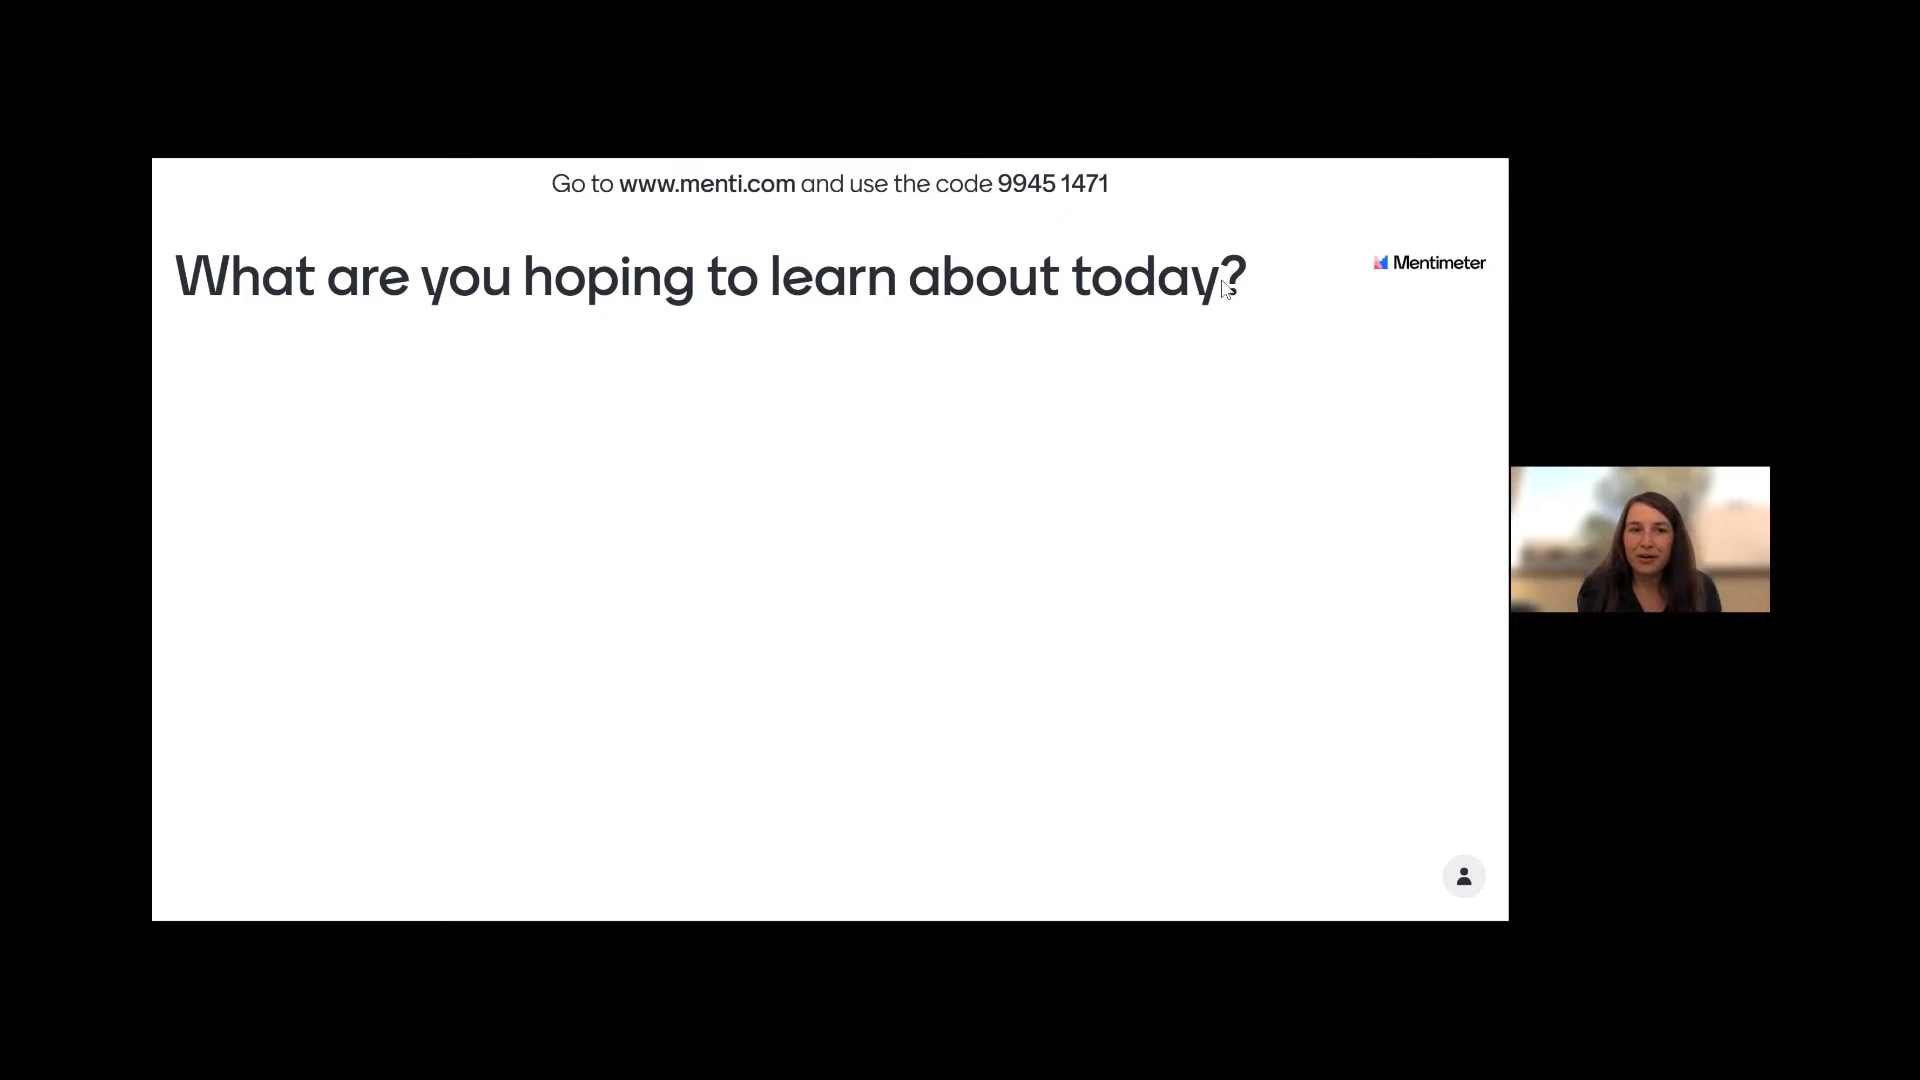 Go to www.menti.com and use the code 9945 1471
What are you hoping to learn about today?
Mentimeter